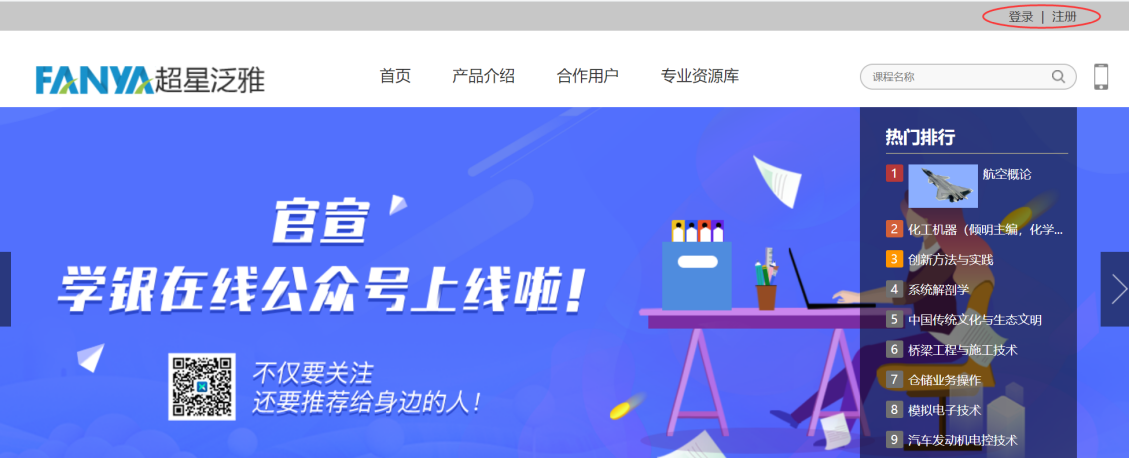 登录 | 注册
FANYA超星泛雅
首页 产品介绍 合作用户 专业资源库
课程名称
官宣
学银在线公众号上线啦！
不仅要关注
还要推荐给身边的人！
热门排行
1 航空概论
2 化工机器（倾明主编，化学...
3 创新方法与实践
4 系统解剖学
5 中国传统文化与生态文明
6 桥梁工程与施工技术
7 仓储业务操作
8 模拟电子技术
9 汽车发动机电控技术